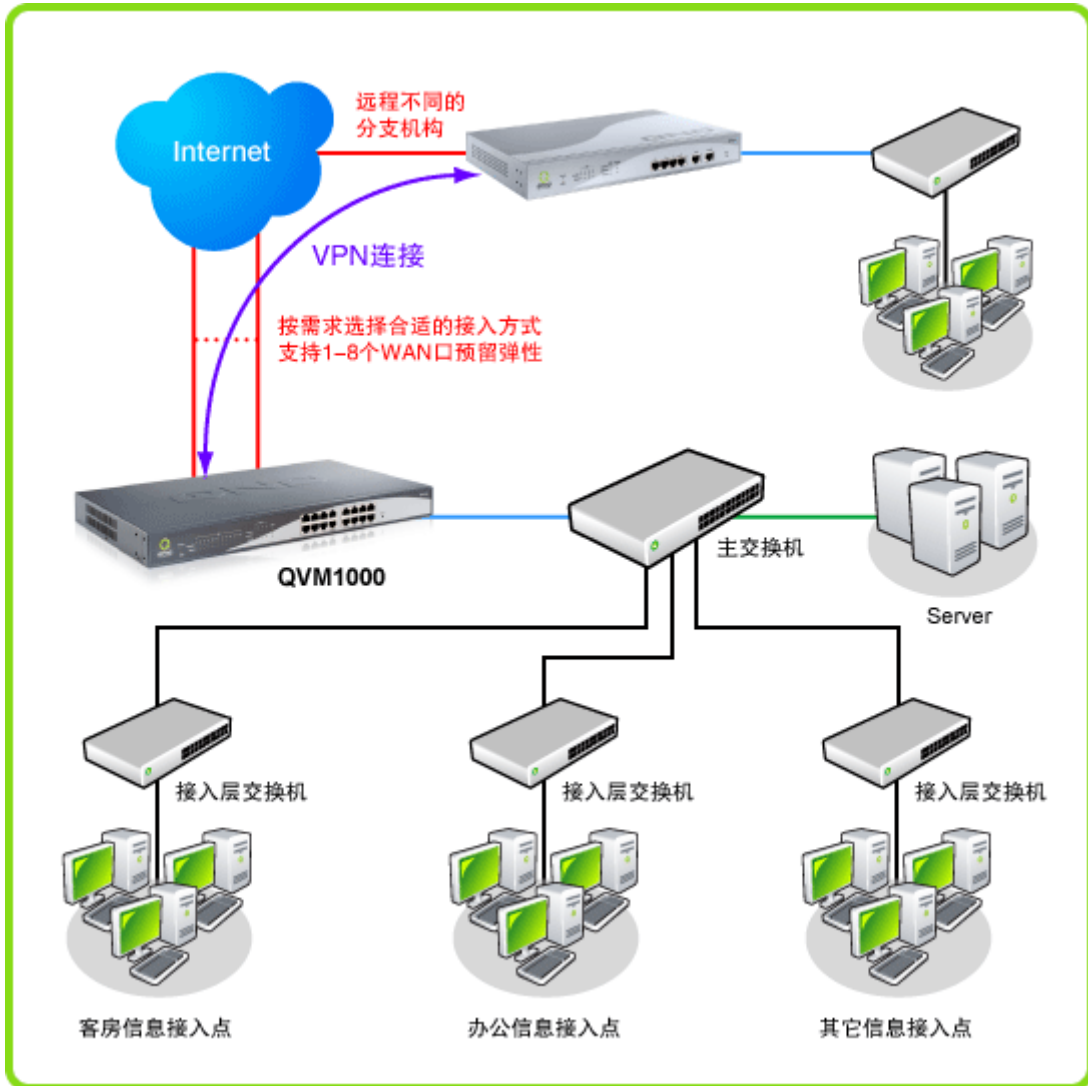 远程不同的
分支机构
Internet
VPN连接
按需求选择合适的接入方式
支持1-8个WAN口预留弹性
QVM1000
主交换机
Server
接入层交换机
接入层交换机
接入层交换机
客房信息接入点
办公信息接入点
其它信息接入点